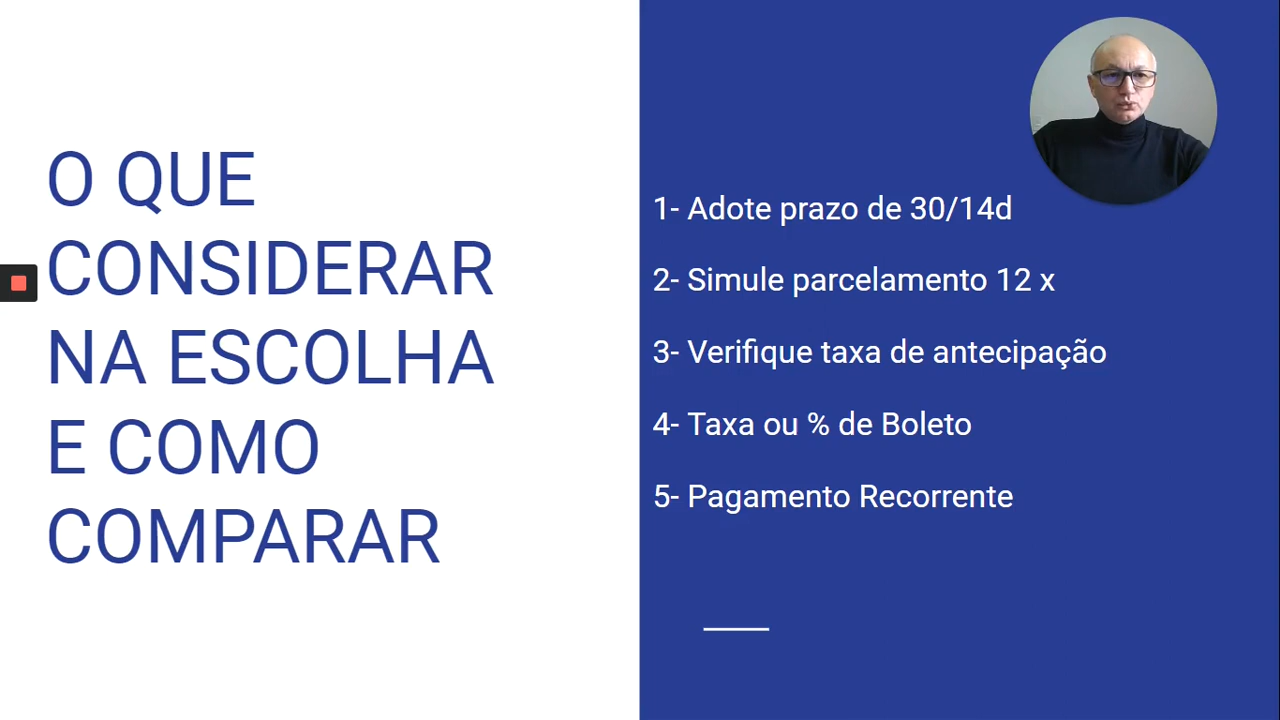 O QUE
CONSIDERAR
NA ESCOLHA
E COMO
COMPARAR
1- Adote prazo de 30/14d
2- Simule parcelamento 12 x
3- Verifique taxa de antecipação
4- Taxa ou % de Boleto
5- Pagamento Recorrente